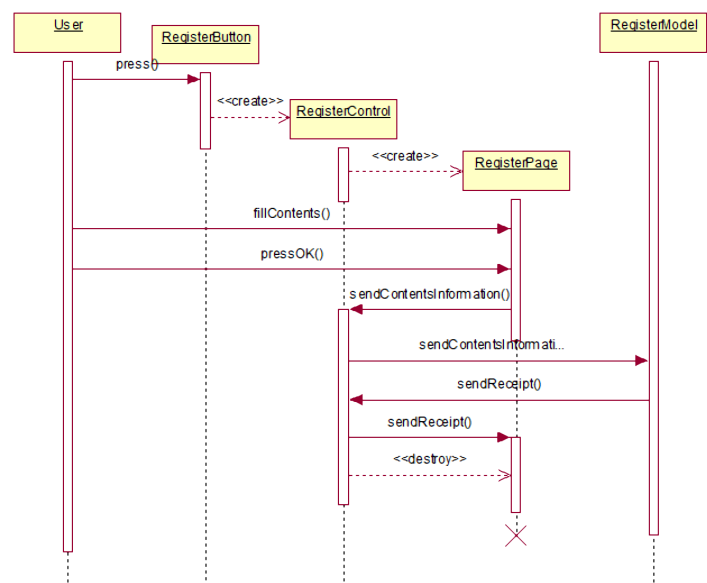 User
RegisterButton
RegisterModel
press()
<<create>>
RegisterControl
<<create>>
RegisterPage
fillContents()
pressOK()
sendContentsInformation()
sendContentsInformati...
sendReceipt()
sendReceipt()
<<destroy>>